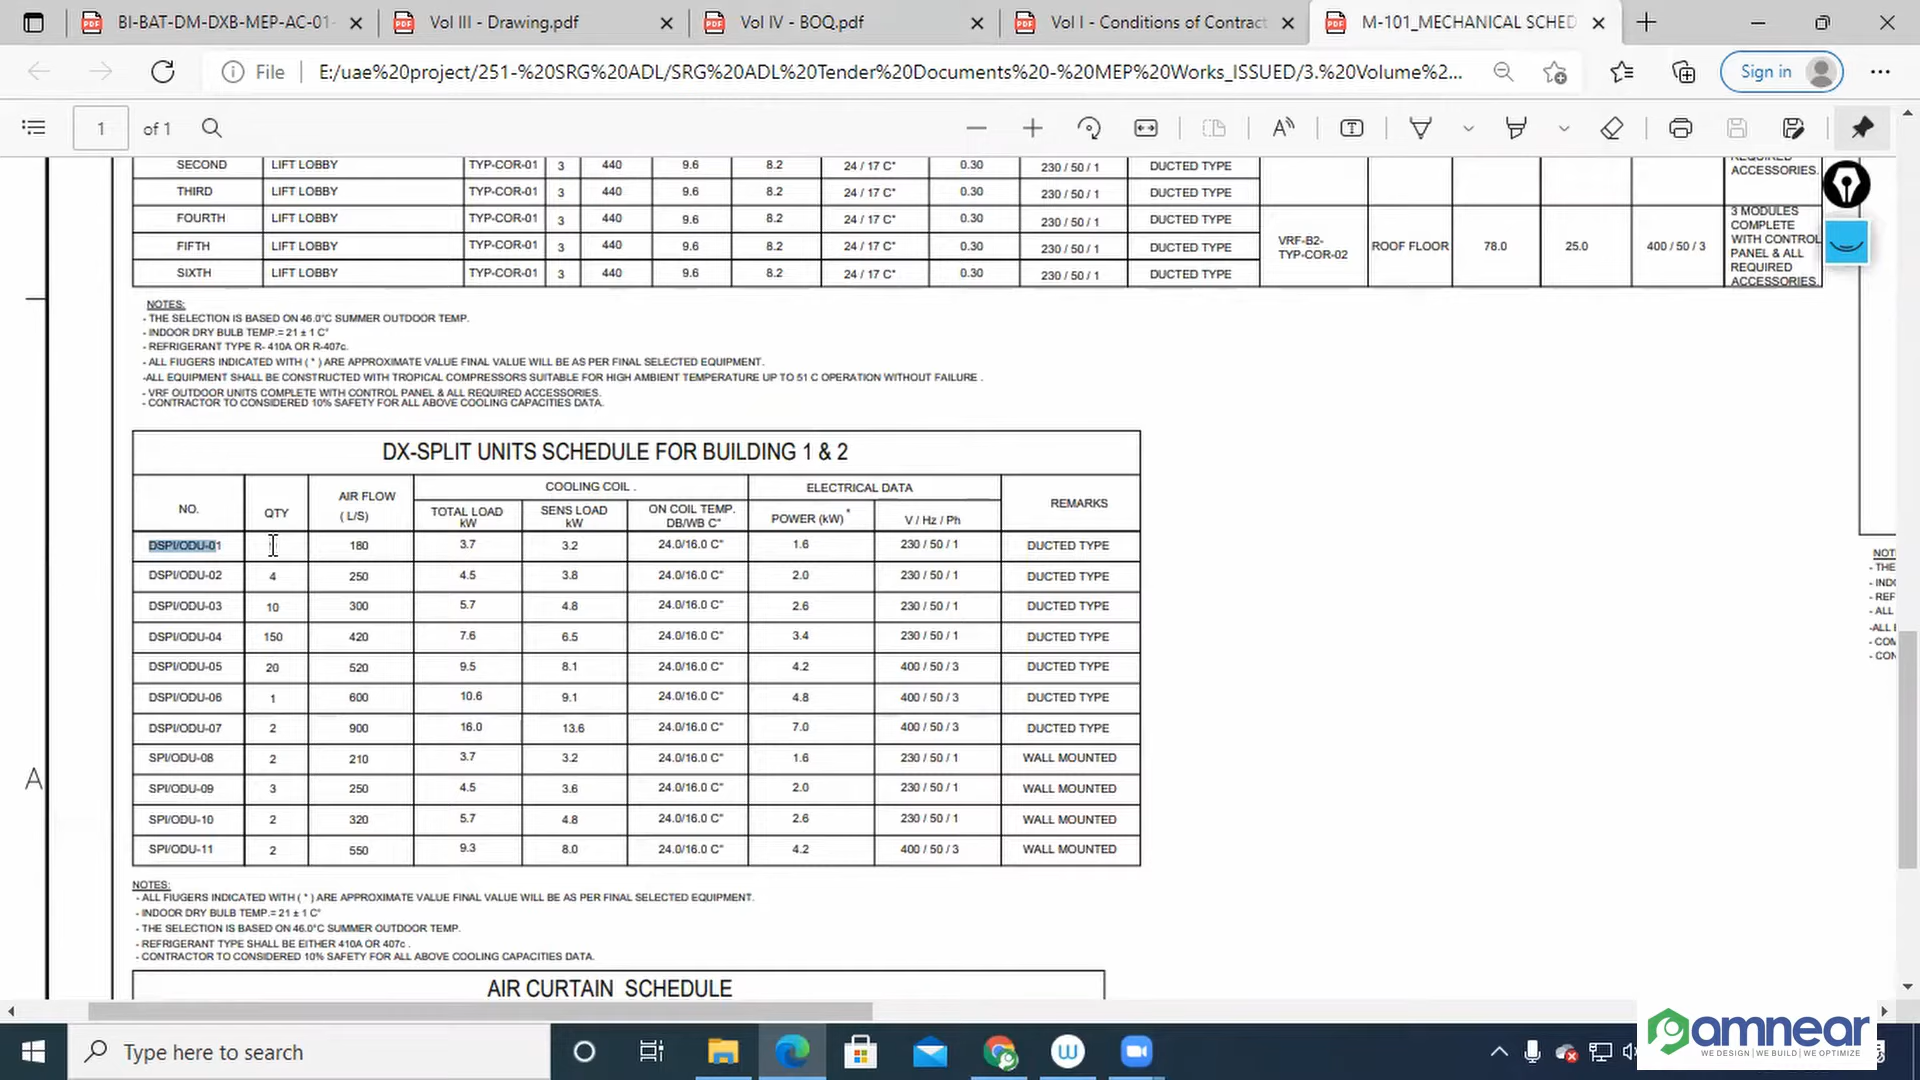 BI-BAT-DM-DXB-MEP-AC-01-
Vol III - Drawing.pdf
Vol IV - BOQ.pdf
Vol I - Conditions of Contract
M-101_MECHANICAL SCHED
File E:/uae%20project/251-%20SRG%20ADL/SRG%20ADL%20Tender%20Documents%20-%20MEP%20Works_ISSUED/3.%20Volume%2...
Sign in
1 of 1
SECOND LIFT LOBBY TYP-COR-01 3 440 9.6 8.2 24 / 17 C° 0.30 230 / 50 / 1 DUCTED TYPE
REQUIRED
ACCESSORIES.
THIRD LIFT LOBBY TYP-COR-01 3 440 9.6 8.2 24 / 17 C° 0.30 230 / 50 / 1 DUCTED TYPE
FOURTH LIFT LOBBY TYP-COR-01 3 440 9.6 8.2 24 / 17 C° 0.30 230 / 50 / 1 DUCTED TYPE
FIFTH LIFT LOBBY TYP-COR-01 3 440 9.6 8.2 24 / 17 C° 0.30 230 / 50 / 1 DUCTED TYPE
SIXTH LIFT LOBBY TYP-COR-01 3 440 9.6 8.2 24 / 17 C° 0.30 230 / 50 / 1 DUCTED TYPE
VRF-B2-
TYP-COR-02
ROOF FLOOR 78.0 25.0 400 / 50 / 3
3 MODULES
COMPLETE
WITH CONTROL
PANEL & ALL
REQUIRED
ACCESSORIES.
NOTES:
- THE SELECTION IS BASED ON 46.0°C SUMMER OUTDOOR TEMP.
- INDOOR DRY BULB TEMP.= 21 ± 1 C°
- REFRIGERANT TYPE R- 410A OR R-407c.
- ALL FIUGERS INDICATED WITH ( * ) ARE APPROXIMATE VALUE FINAL VALUE WILL BE AS PER FINAL SELECTED EQUIPMENT.
-ALL EQUIPMENT SHALL BE CONSTRUCTED WITH TROPICAL COMPRESSORS SUITABLE FOR HIGH AMBIENT TEMPERATURE UP TO 51 C OPERATION WITHOUT FAILURE .
- VRF OUTDOOR UNITS COMPLETE WITH CONTROL PANEL & ALL REQUIRED ACCESSORIES.
- CONTRACTOR TO CONSIDERED 10% SAFETY FOR ALL ABOVE COOLING CAPACITIES DATA.
DX-SPLIT UNITS SCHEDULE FOR BUILDING 1 & 2
NO. QTY AIR FLOW ( L/S) COOLING COIL . ELECTRICAL DATA REMARKS
TOTAL LOAD kW SENS LOAD kW ON COIL TEMP. DB/WB C° POWER (kW) * V / Hz / Ph
DSPI/ODU-01 180 3.7 3.2 24.0/16.0 C° 1.6 230 / 50 / 1 DUCTED TYPE
DSPI/ODU-02 4 250 4.5 3.8 24.0/16.0 C° 2.0 230 / 50 / 1 DUCTED TYPE
DSPI/ODU-03 10 300 5.7 4.8 24.0/16.0 C° 2.6 230 / 50 / 1 DUCTED TYPE
DSPI/ODU-04 150 420 7.6 6.5 24.0/16.0 C° 3.4 230 / 50 / 1 DUCTED TYPE
DSPI/ODU-05 20 520 9.5 8.1 24.0/16.0 C° 4.2 400 / 50 / 3 DUCTED TYPE
DSPI/ODU-06 1 600 10.6 9.1 24.0/16.0 C° 4.8 400 / 50 / 3 DUCTED TYPE
DSPI/ODU-07 2 900 16.0 13.6 24.0/16.0 C° 7.0 400 / 50 / 3 DUCTED TYPE
SPI/ODU-08 2 210 3.7 3.2 24.0/16.0 C° 1.6 230 / 50 / 1 WALL MOUNTED
SPI/ODU-09 3 250 4.5 3.6 24.0/16.0 C° 2.0 230 / 50 / 1 WALL MOUNTED
SPI/ODU-10 2 320 5.7 4.8 24.0/16.0 C° 2.6 230 / 50 / 1 WALL MOUNTED
SPI/ODU-11 2 550 9.3 8.0 24.0/16.0 C° 4.2 400 / 50 / 3 WALL MOUNTED
NOTES:
- ALL FIUGERS INDICATED WITH ( * ) ARE APPROXIMATE VALUE FINAL VALUE WILL BE AS PER FINAL SELECTED EQUIPMENT.
- INDOOR DRY BULB TEMP.= 21 ± 1 C°
- THE SELECTION IS BASED ON 46.0°C SUMMER OUTDOOR TEMP.
- REFRIGERANT TYPE SHALL BE EITHER 410A OR 407c .
- CONTRACTOR TO CONSIDERED 10% SAFETY FOR ALL ABOVE COOLING CAPACITIES DATA.
AIR CURTAIN SCHEDULE
NOT
- THE
- IND
- REF
- ALL
-ALL E
- CON
A
Type here to search
amnear
WE DESIGN | WE BUILD | WE OPTIMIZE